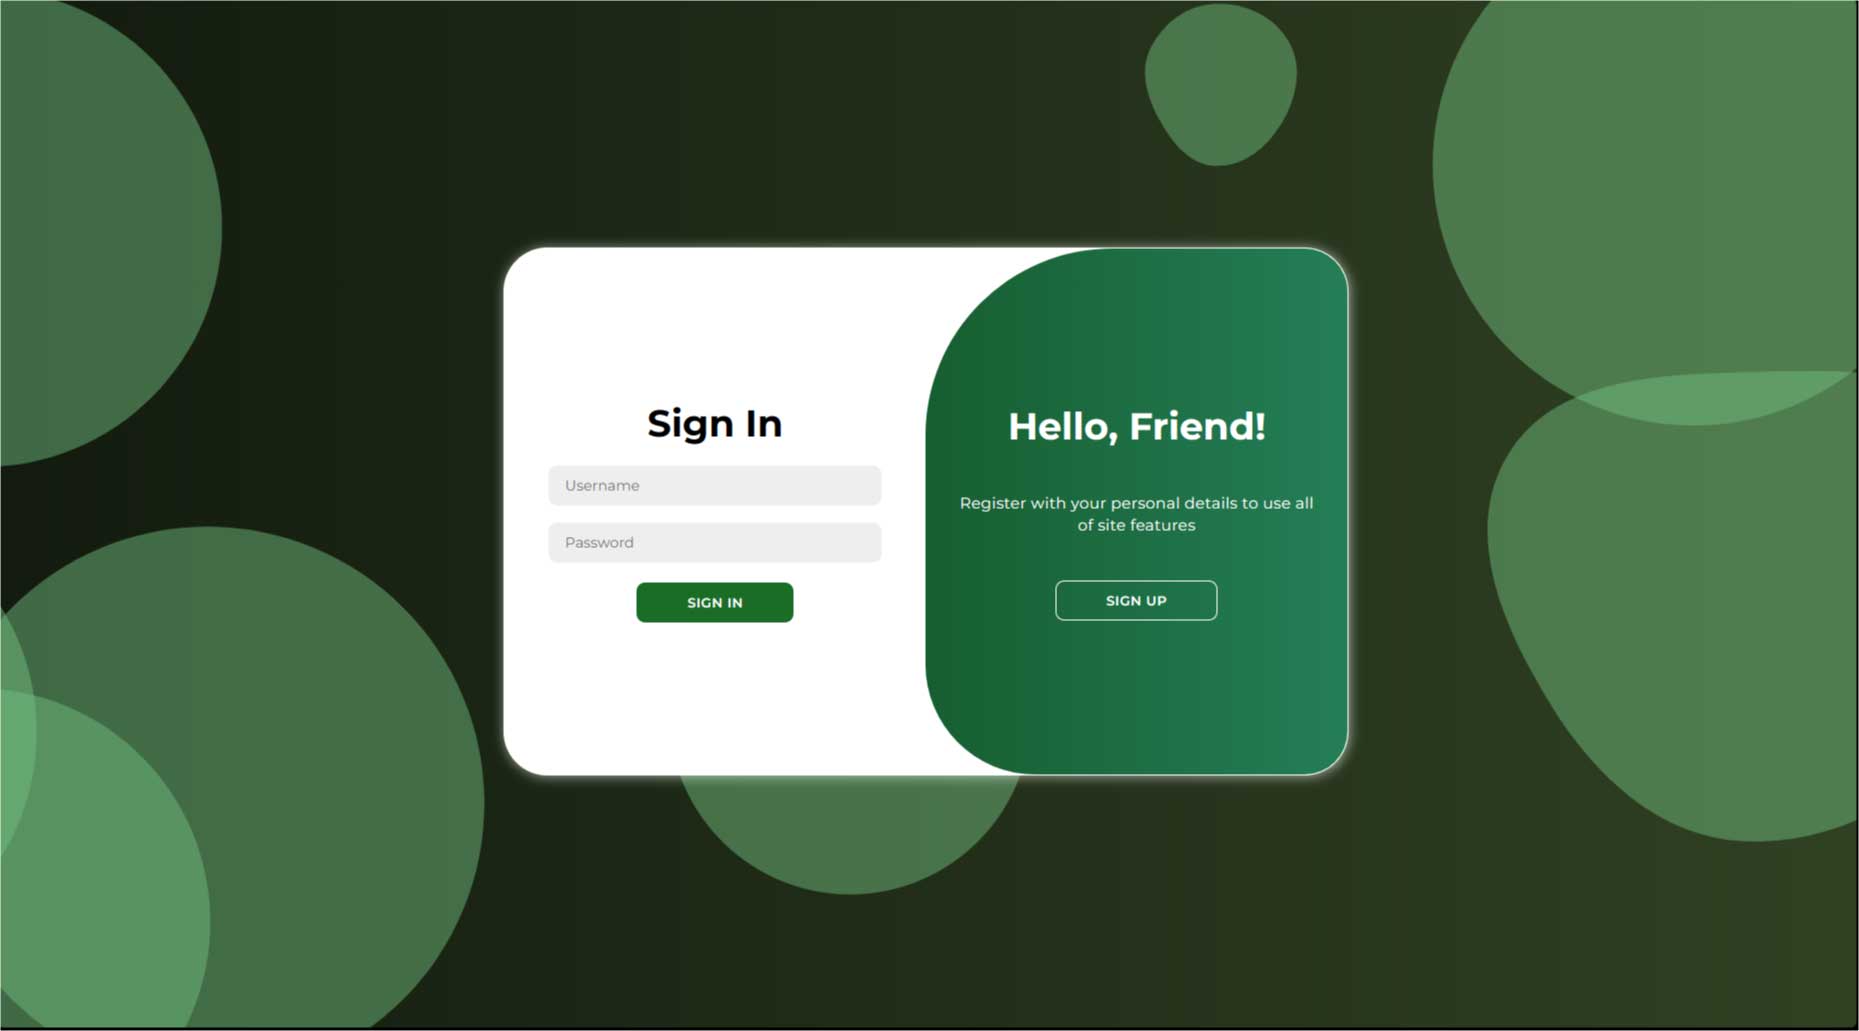 Sign In
Username
Password
SIGN IN
Hello, Friend!
Register with your personal details to use all
of site features
SIGN UP